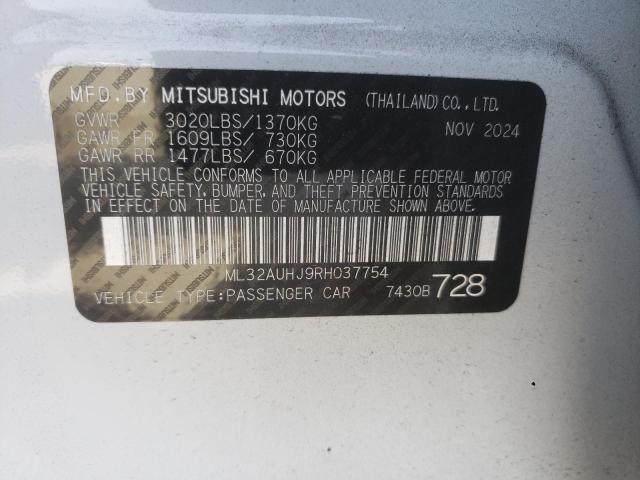 MFD.BY MITSUBISHI MOTORS (THAILAND)CO.,LTD.
GVWR 3020LBS/1370KG NOV 2024
GAWR FR 1609LBS/ 730KG
GAWR RR 1477LBS/ 670KG
THIS VEHICLE CONFORMS TO ALL APPLICABLE FEDERAL MOTOR
VEHICLE SAFETY, BUMPER, AND THEFT PREVENTION STANDARDS
IN EFFECT ON THE DATE OF MANUFACTURE SHOWN ABOVE.
ML32AUHJ9RH037754
VEHICLE TYPE:PASSENGER CAR 7430B 728